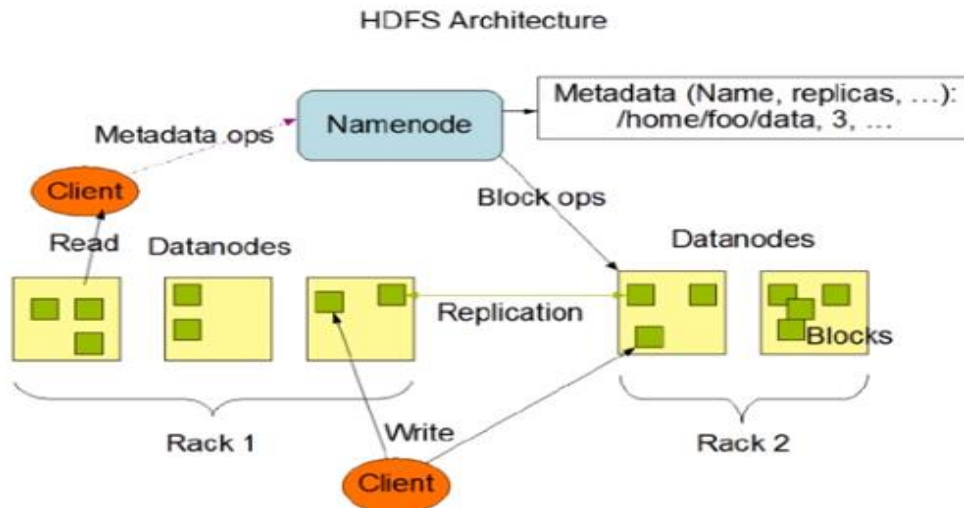 HDFS Architecture
Metadata (Name, replicas, ...):
/home/foo/data, 3, ...
Namenode
Metadata ops
Client
Block ops
Read
Datanodes
Datanodes
Replication
Blocks
Rack 1
Write
Rack 2
Client